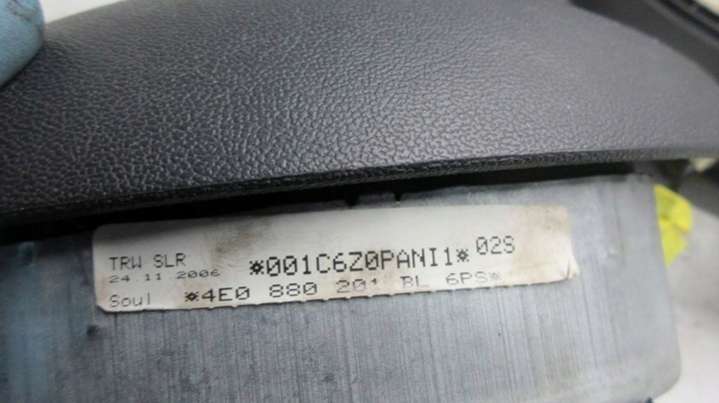 TRW SLR *001C6Z0PANI1* 02S
24 11 2006
Soul *4E0 880 201 BL 6PS*